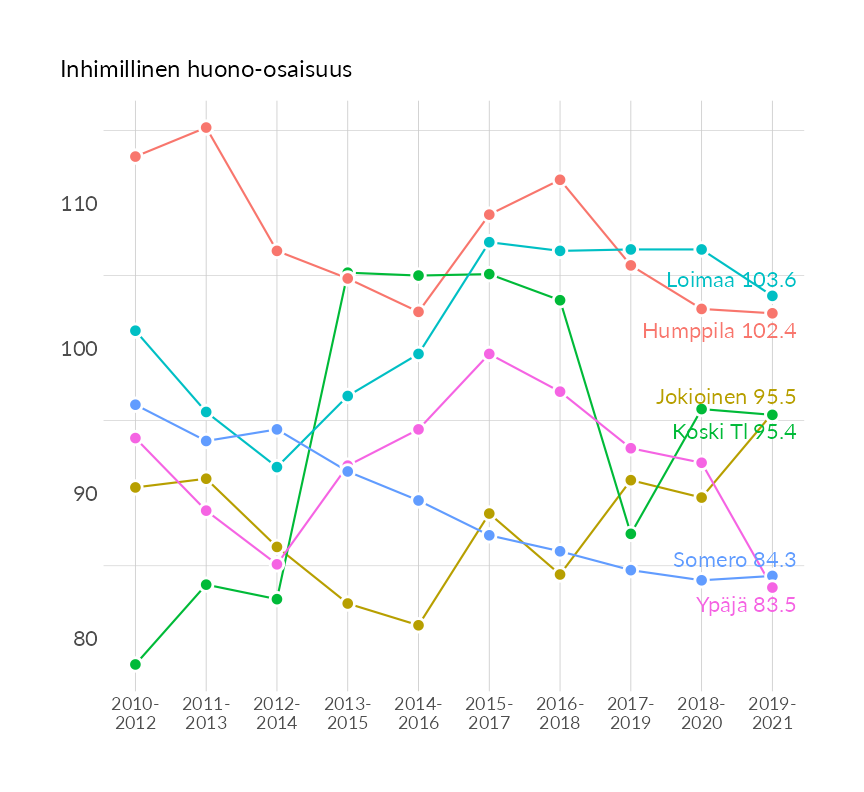 Inhimillinen huono-osaisuus
110
100
90
80
Loimaa 103.6
Humppila 102.4
Jokioinen 95.5
Koski Tl 95.4
Somero 84.3
Ypäjä 83.5
2010- 2011- 2012- 2013- 2014- 2015- 2016- 2017- 2018- 2019-
2012 2013 2014 2015 2016 2017 2018 2019 2020 2021